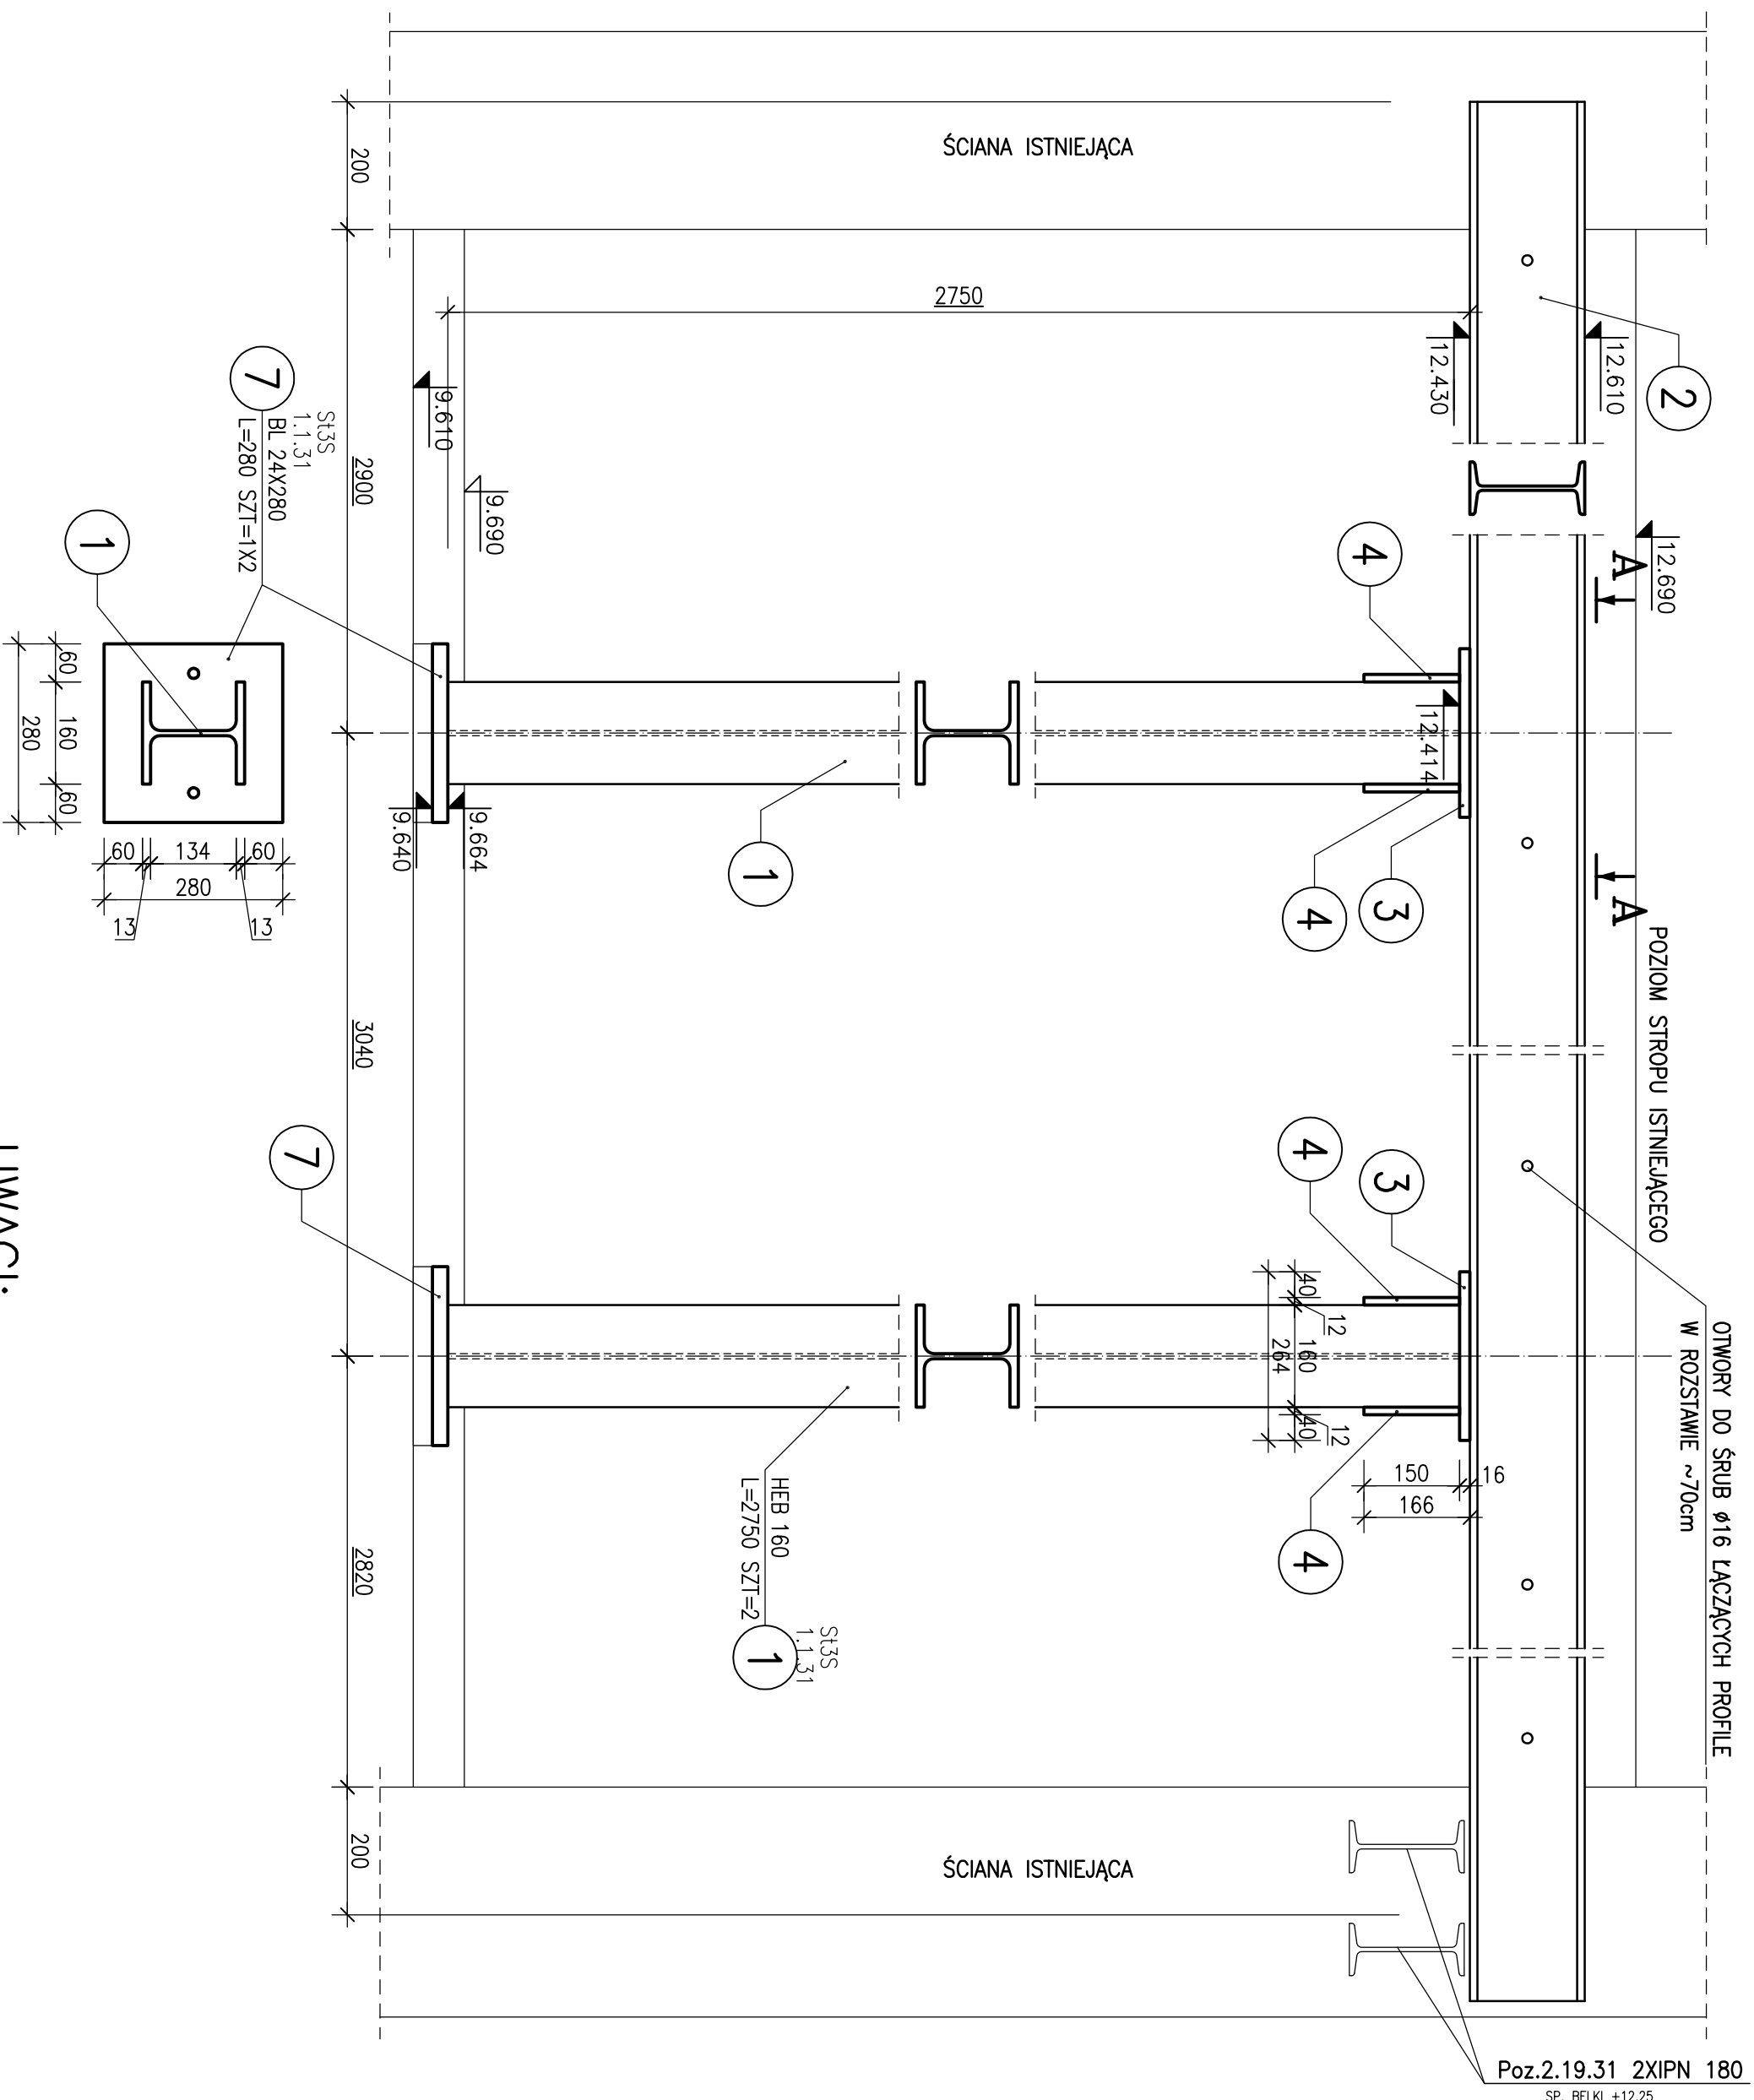 ŚCIANA ISTNIEJĄCA
200
2750
2
12.610
12.430
12.690
9.610
9.690
7
St3S
1.1.31
BL 24X280
L=280 SZT=1X2
2900
1
4
A
A
12.414
60
160
60
280
60
134
60
280
13
13
9.640
9.664
1
4
3
POZIOM STROPU ISTNIEJĄCEGO
3040
7
4
3
OTWORY DO ŚRUB ø16 ŁĄCZĄCYCH PROFILE
W ROZSTAWIE ~70cm
40
12
160
264
12
40
150
16
166
4
HEB 160
L=2750 SZT=2
St3S
1.1.31
1
2820
ŚCIANA ISTNIEJĄCA
200
Poz.2.19.31 2XIPN 180
SP. BELKI +12.25
UWAGI: